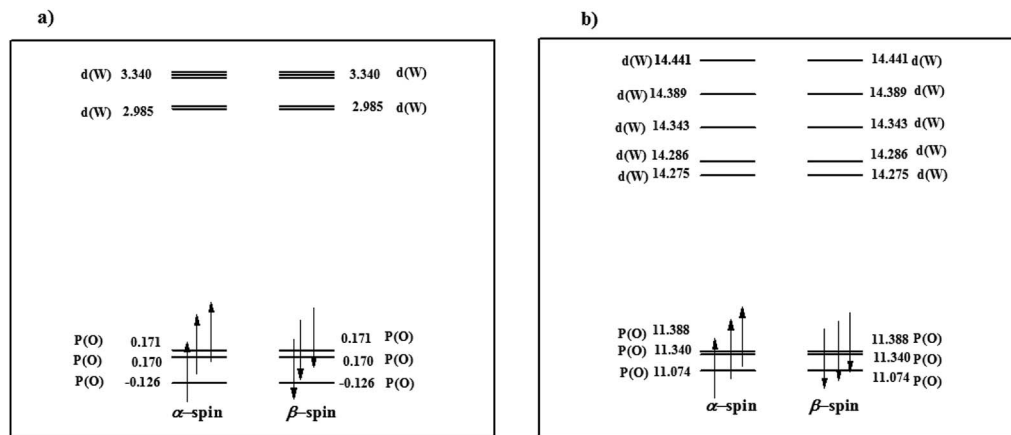 a)
d(W) 3.340 3.340 d(W)
d(W) 2.985 2.985 d(W)
P(O) 0.171 0.171 P(O)
P(O) 0.170 0.170 P(O)
P(O) -0.126 -0.126 P(O)
α-spin β-spin
b)
d(W) 14.441 14.441 d(W)
d(W) 14.389 14.389 d(W)
d(W) 14.343 14.343 d(W)
d(W) 14.286 14.286 d(W)
d(W) 14.275 14.275 d(W)
P(O) 11.388 11.388 P(O)
P(O) 11.340 11.340 P(O)
P(O) 11.074 11.074 P(O)
α-spin β-spin